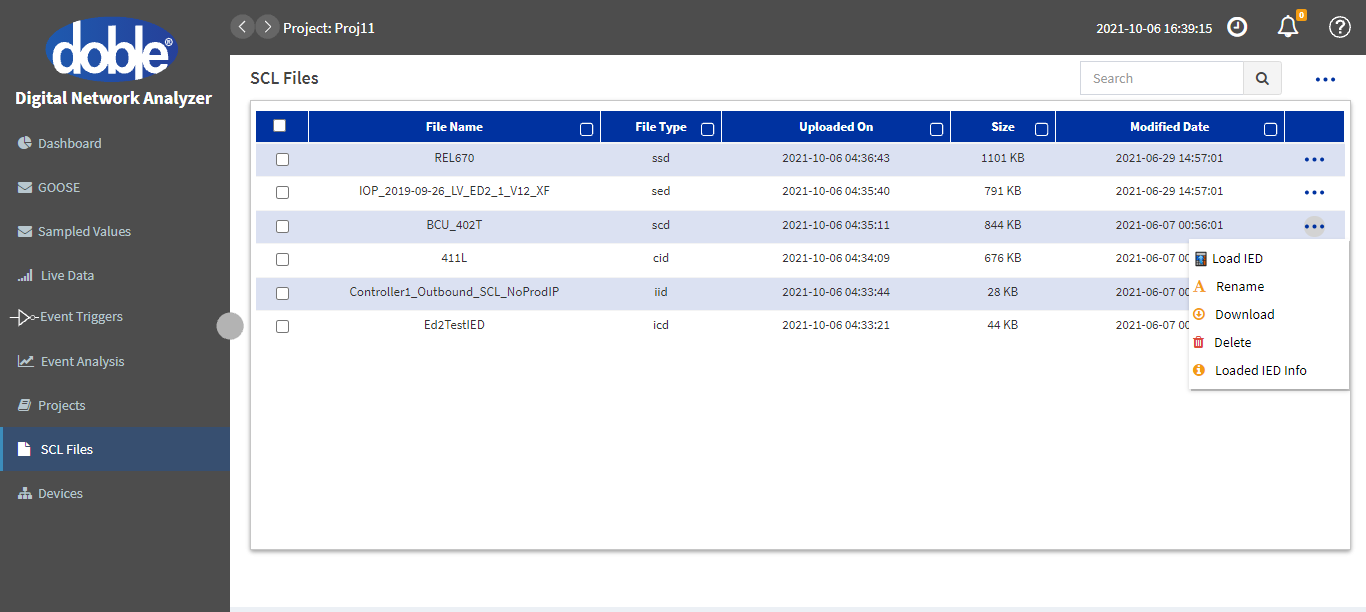 doble®
Digital Network Analyzer
Dashboard
GOOSE
Sampled Values
Live Data
Event Triggers
Event Analysis
Projects
SCL Files
Devices
Project: Proj11
2021-10-06 16:39:15
0
SCL Files
Search
File Name File Type Uploaded On Size Modified Date
REL670 ssd 2021-10-06 04:36:43 1101 KB 2021-06-29 14:57:01
IOP_2019-09-26_LV_ED2_1_V12_XF sed 2021-10-06 04:35:40 791 KB 2021-06-29 14:57:01
BCU_402T scd 2021-10-06 04:35:11 844 KB 2021-06-07 00:56:01
411L cid 2021-10-06 04:34:09 676 KB 2021-06-07 00
Controller1_Outbound_SCL_NoProdIP iid 2021-10-06 04:33:44 28 KB 2021-06-07 00
Ed2TestIED icd 2021-10-06 04:33:21 44 KB 2021-06-07 00
Load IED
Rename
Download
Delete
Loaded IED Info